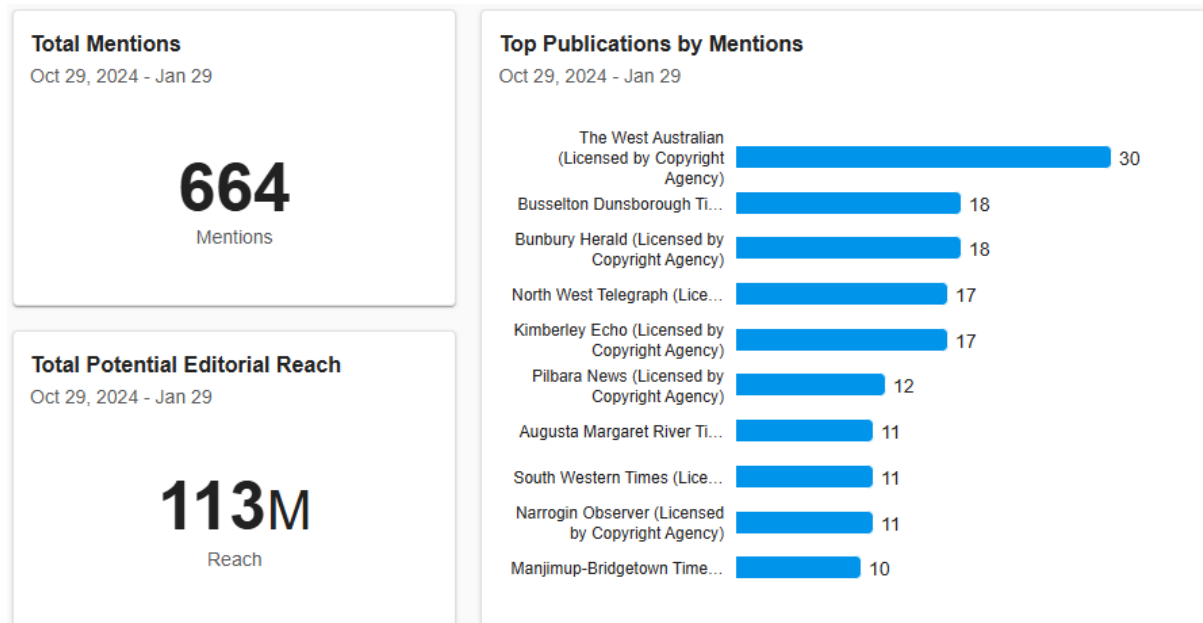 Total Mentions
Oct 29, 2024 - Jan 29
664
Mentions
Total Potential Editorial Reach
Oct 29, 2024 - Jan 29
113M
Reach
Top Publications by Mentions
Oct 29, 2024 - Jan 29
The West Australian
(Licensed by Copyright
Agency)
30
Busselton Dunsborough Ti...
18
Bunbury Herald (Licensed by
Copyright Agency)
18
North West Telegraph (Lice...
17
Kimberley Echo (Licensed by
Copyright Agency)
17
Pilbara News (Licensed by
Copyright Agency)
12
Augusta Margaret River Ti...
11
South Western Times (Lice...
11
Narrogin Observer (Licensed
by Copyright Agency)
11
Manjimup-Bridgetown Time...
10